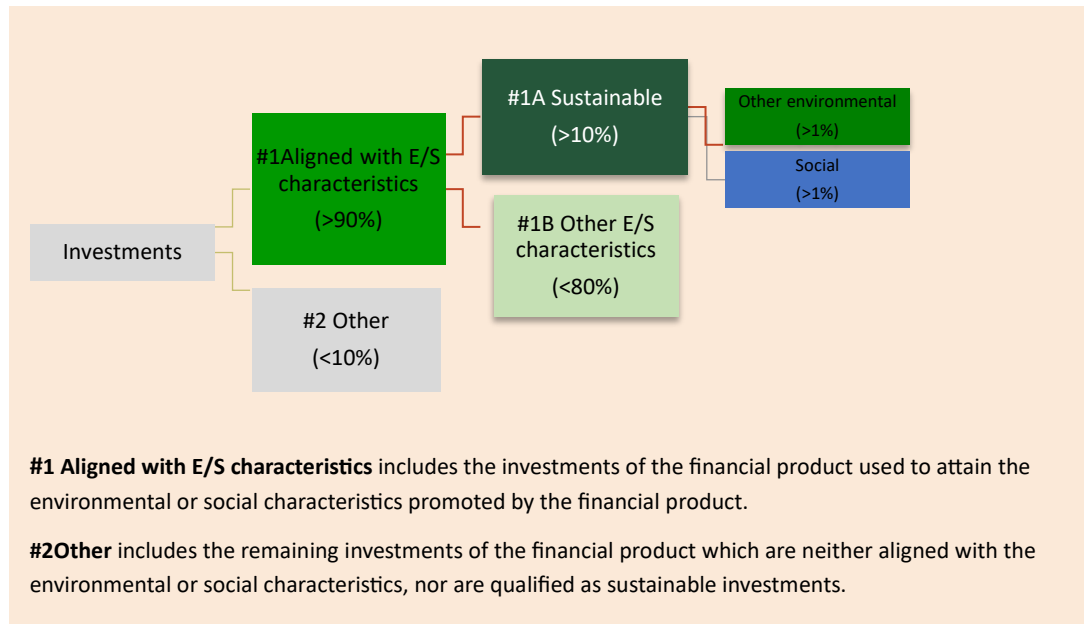 Investments
#1Aligned with E/S
characteristics
(>90%)
#2 Other
(<10%)
#1A Sustainable
(>10%)
#1B Other E/S
characteristics
(<80%)
Other environmental
(>1%)
Social
(>1%)
#1 Aligned with E/S characteristics includes the investments of the financial product used to attain the
environmental or social characteristics promoted by the financial product.
#2Other includes the remaining investments of the financial product which are neither aligned with the
environmental or social characteristics, nor are qualified as sustainable investments.